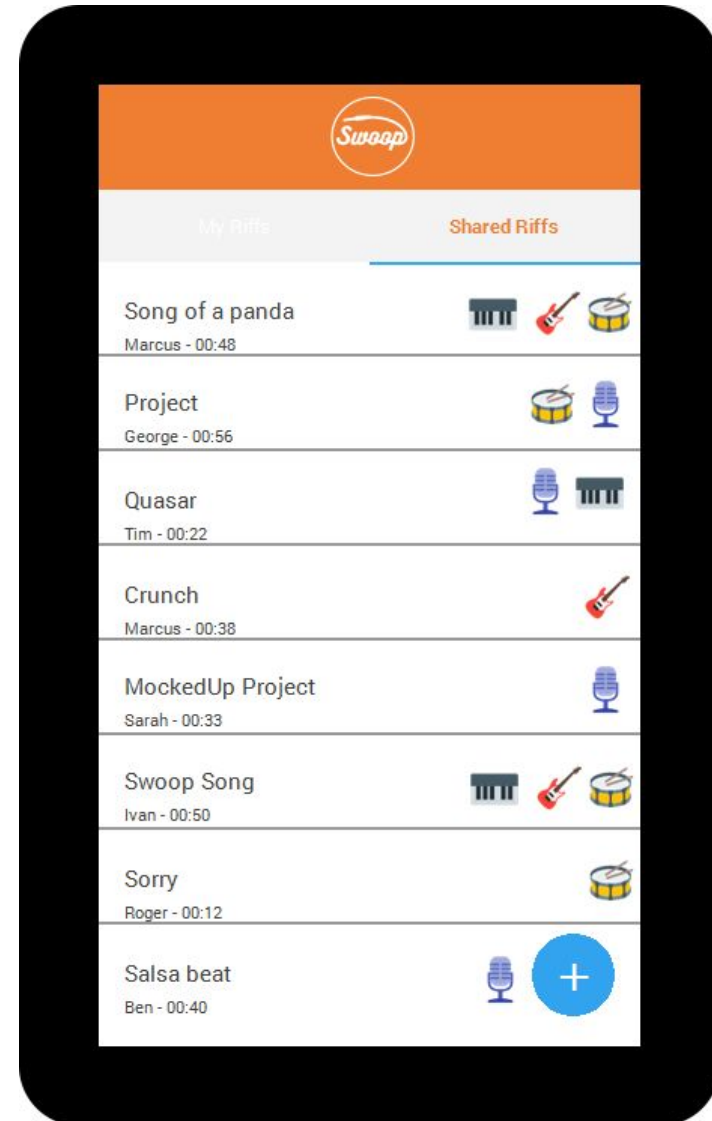 Swoop
My Riffs
Shared Riffs
Song of a panda
Marcus - 00:48
Project
George - 00:56
Quasar
Tim - 00:22
Crunch
Marcus - 00:38
MockedUp Project
Sarah - 00:33
Swoop Song
Ivan - 00:50
Sorry
Roger - 00:12
Salsa beat
Ben - 00:40
+